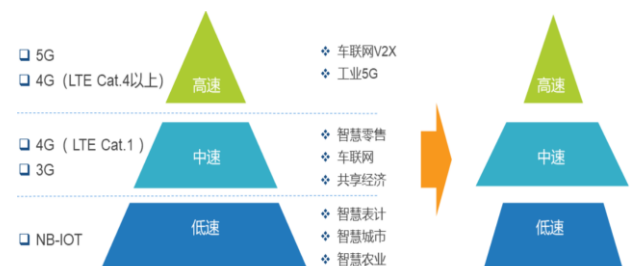 5G
4G（LTE Cat.4以上）
高速
车联网V2X
工业5G
4G（ LTE Cat.1 ）
3G
中速
智慧零售
车联网
共享经济
NB-IOT
低速
智慧表计
智慧城市
智慧农业
高速
中速
低速